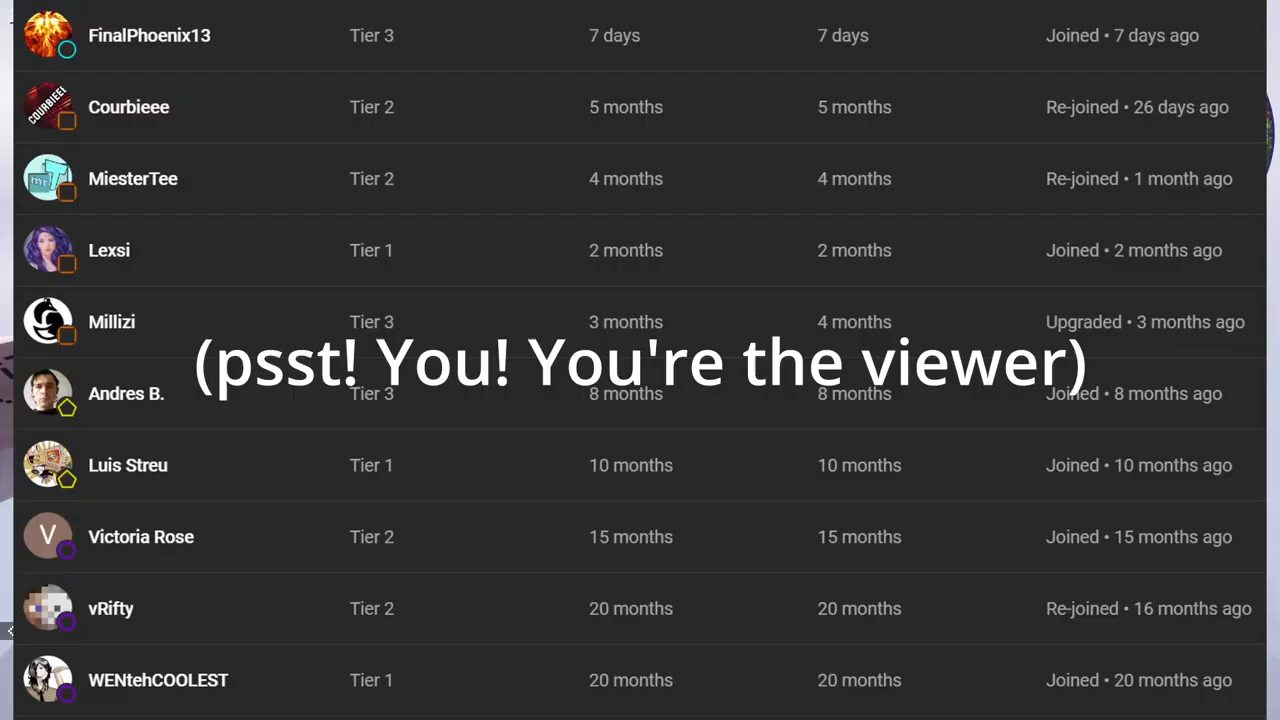 FinalPhoenix13 Tier 3 7 days 7 days Joined • 7 days ago
COURBIEE!
Courbieee Tier 2 5 months 5 months Re-joined • 26 days ago
mr T
MiesterTee Tier 2 4 months 4 months Re-joined • 1 month ago
Lexsi Tier 1 2 months 2 months Joined • 2 months ago
Millizi Tier 3 3 months 4 months Upgraded • 3 months ago
(psst! You! You're the viewer)
Andres B. Tier 3 8 months 8 months Joined • 8 months ago
Luis Streu Tier 1 10 months 10 months Joined • 10 months ago
V
Victoria Rose Tier 2 15 months 15 months Joined • 15 months ago
vRifty Tier 2 20 months 20 months Re-joined • 16 months ago
WENtehCOOLEST Tier 1 20 months 20 months Joined • 20 months ago